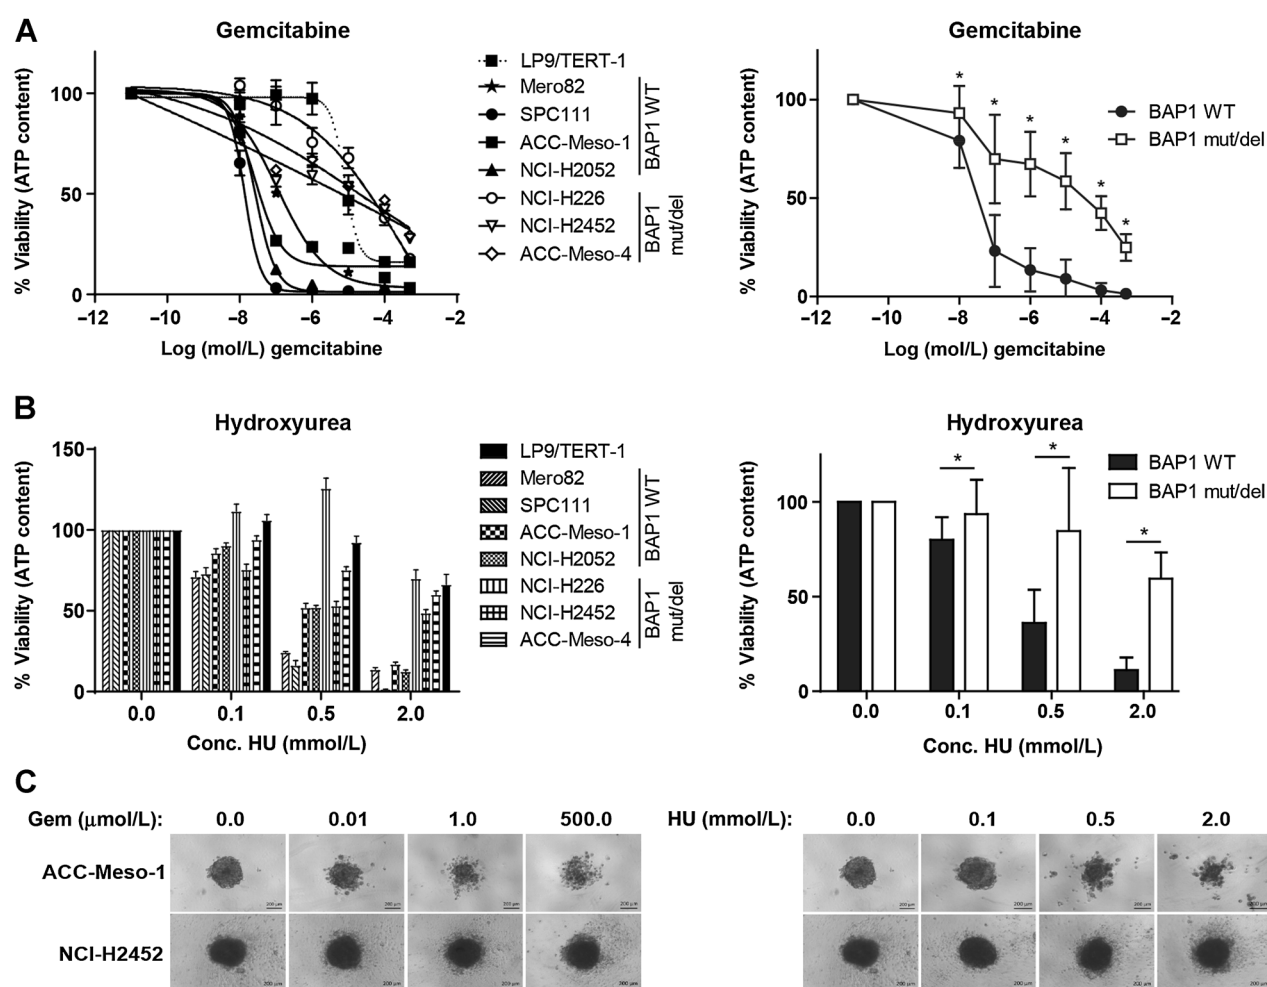 A
Gemcitabine
% Viability (ATP content)
100
50
0
−12 −10 −8 −6 −4 −2
Log (mol/L) gemcitabine
LP9/TERT-1
Mero82
SPC111
ACC-Meso-1
NCI-H2052
NCI-H226
NCI-H2452
ACC-Meso-4
BAP1 WT
BAP1
mut/del
Gemcitabine
% Viability (ATP content)
100
50
0
* * * * * *
−12 −10 −8 −6 −4 −2
Log (mol/L) gemcitabine
BAP1 WT
BAP1 mut/del
B
Hydroxyurea
% Viability (ATP content)
150
100
50
0
0.0 0.1 0.5 2.0
Conc. HU (mmol/L)
LP9/TERT-1
Mero82
SPC111
ACC-Meso-1
NCI-H2052
NCI-H226
NCI-H2452
ACC-Meso-4
BAP1 WT
BAP1
mut/del
Hydroxyurea
% Viability (ATP content)
100
50
0
* * *
0.0 0.1 0.5 2.0
Conc. HU (mmol/L)
BAP1 WT
BAP1 mut/del
C
Gem (μmol/L): 0.0 0.01 1.0 500.0
HU (mmol/L): 0.0 0.1 0.5 2.0
ACC-Meso-1
200 μm
NCI-H2452
200 μm